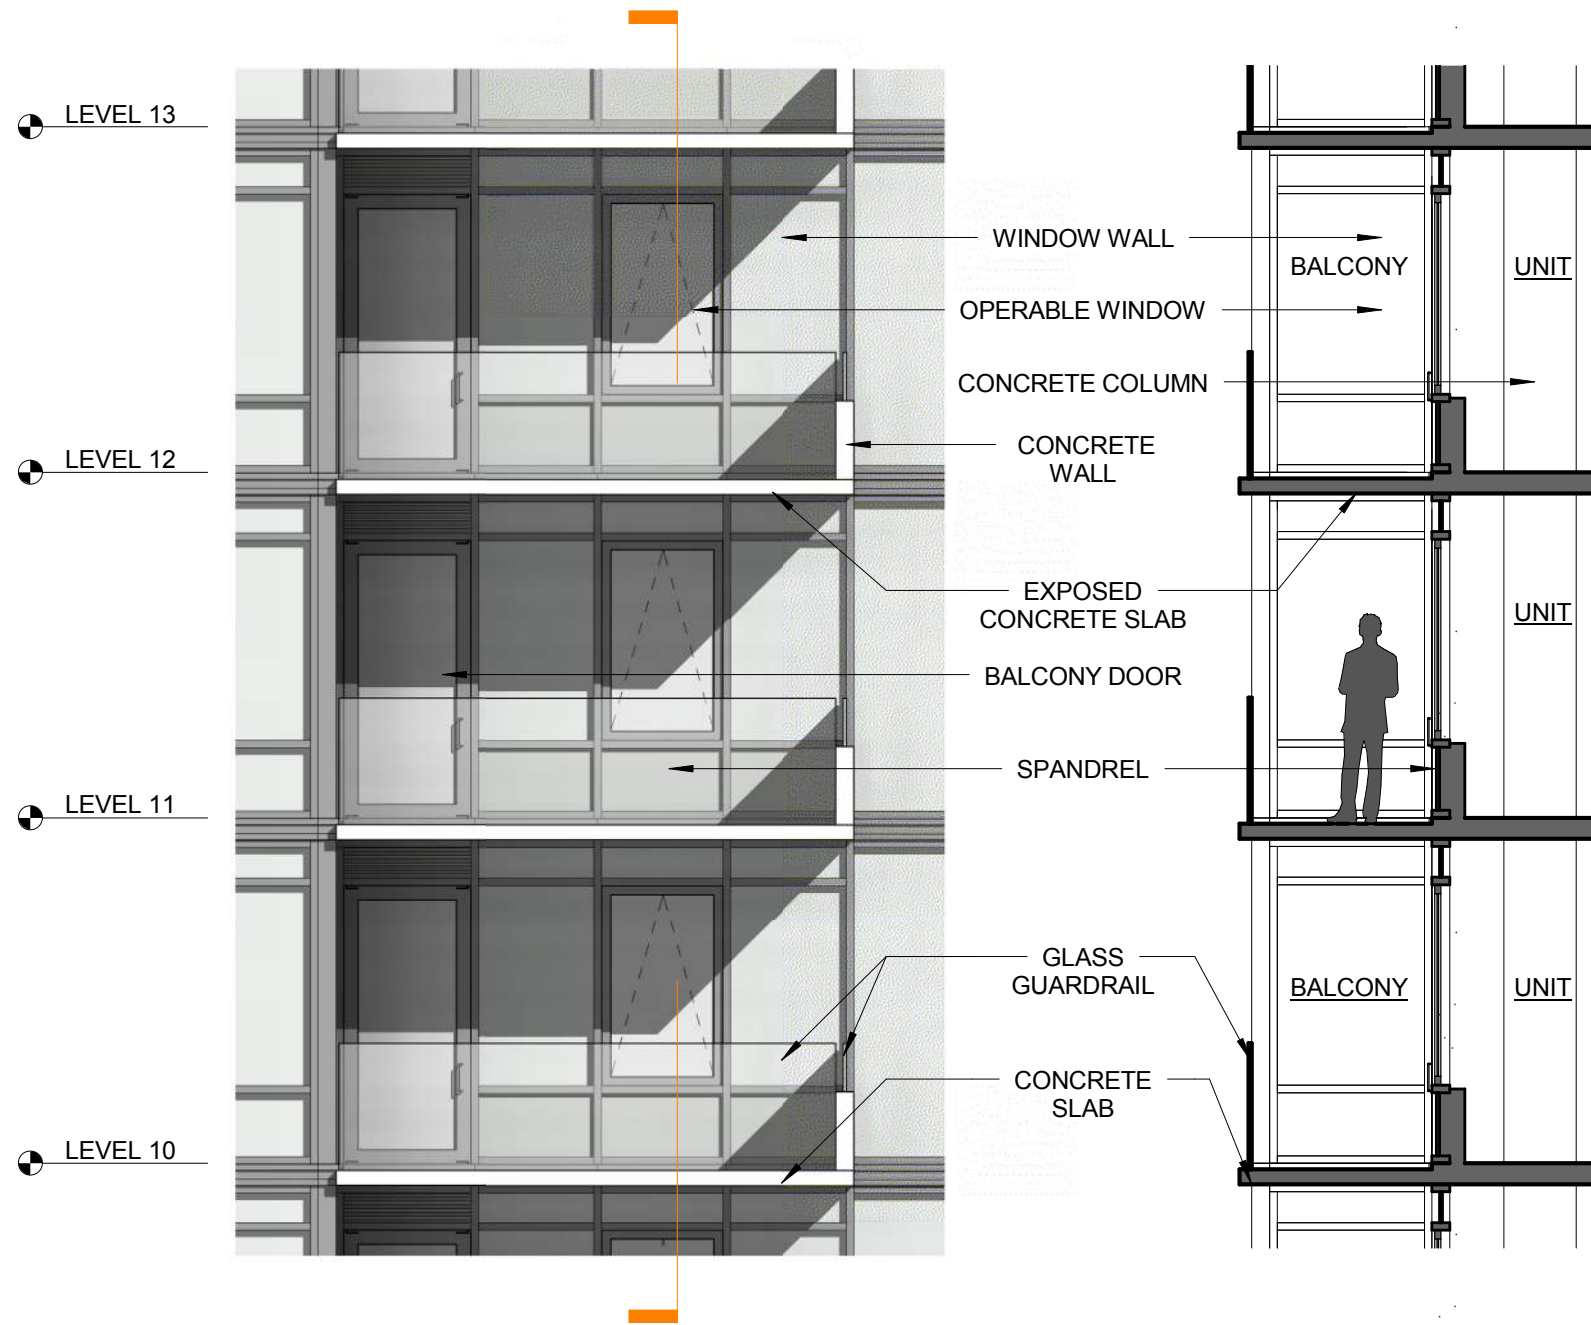 LEVEL 13
WINDOW WALL
BALCONY
UNIT
OPERABLE WINDOW
CONCRETE COLUMN
CONCRETE
WALL
LEVEL 12
EXPOSED
CONCRETE SLAB
UNIT
BALCONY DOOR
SPANDREL
LEVEL 11
GLASS
GUARDRAIL
BALCONY
UNIT
CONCRETE
SLAB
LEVEL 10